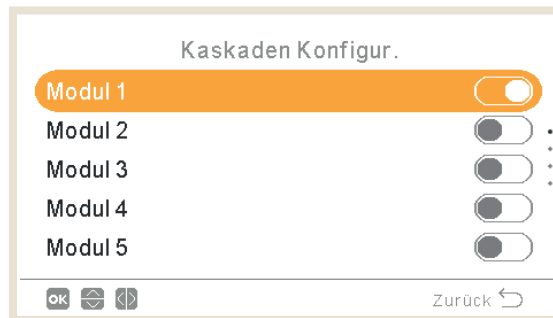 Kaskaden Konfigur.
Modul 1
Modul 2
Modul 3
Modul 4
Modul 5
OK Zurück